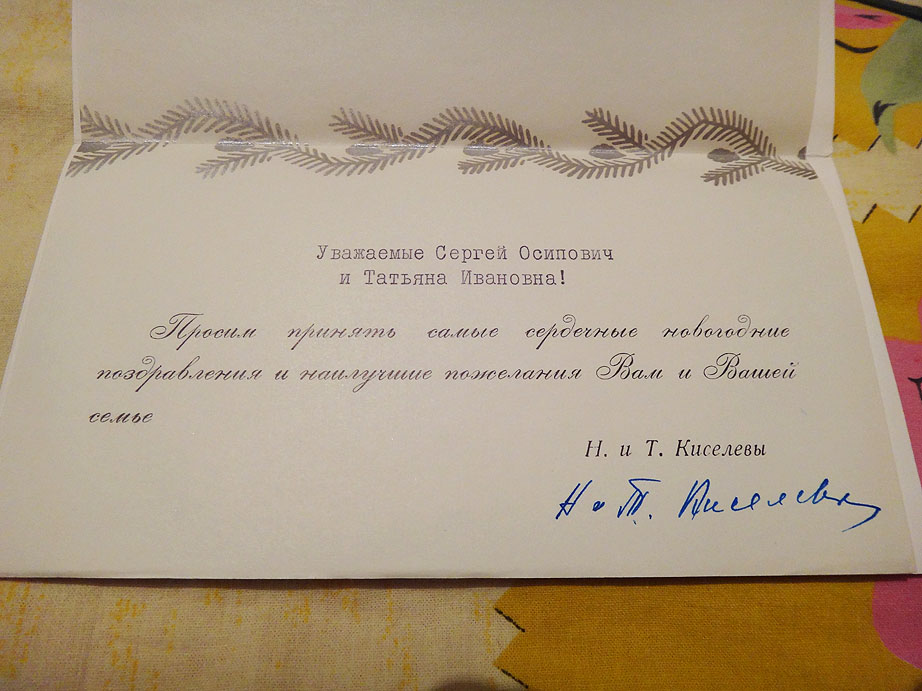 Уважаемые Сергей Осипович
и Татьяна Ивановна!
Просим принять самые сердечные новогодние
поздравления и наилучшие пожелания Вам и Вашей
семье
Н. и Т. Киселевы
Н и Т. Киселевы